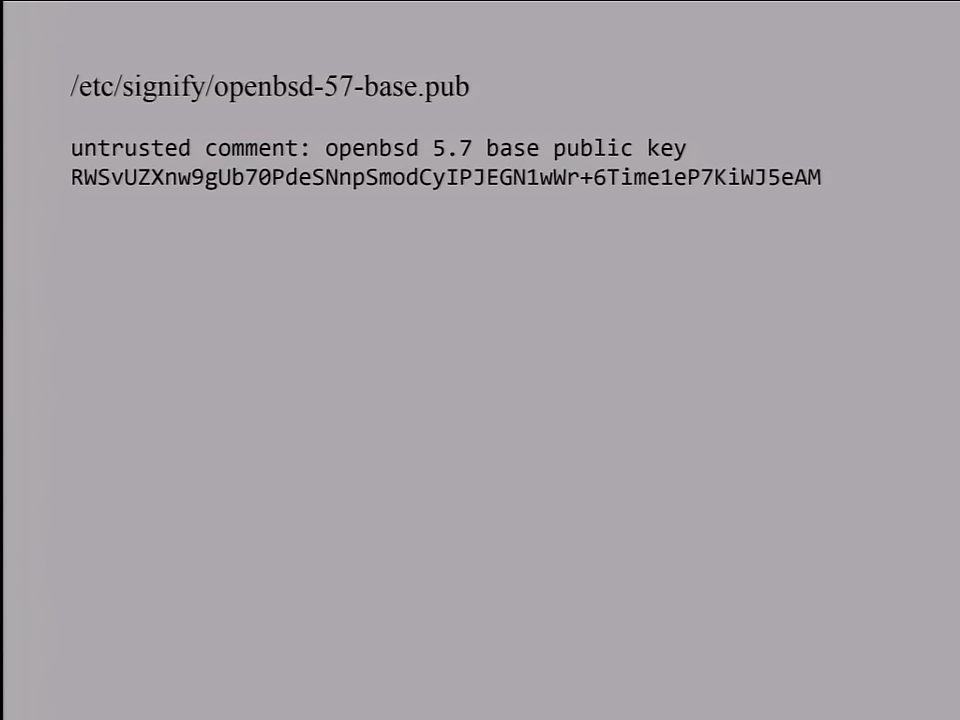 /etc/signify/openbsd-57-base.pub
untrusted comment: openbsd 5.7 base public key
RWSvUZXnw9gUb70PdeSNnpSmodCyIPJEGN1wWr+6Time1eP7KiWJ5eAM